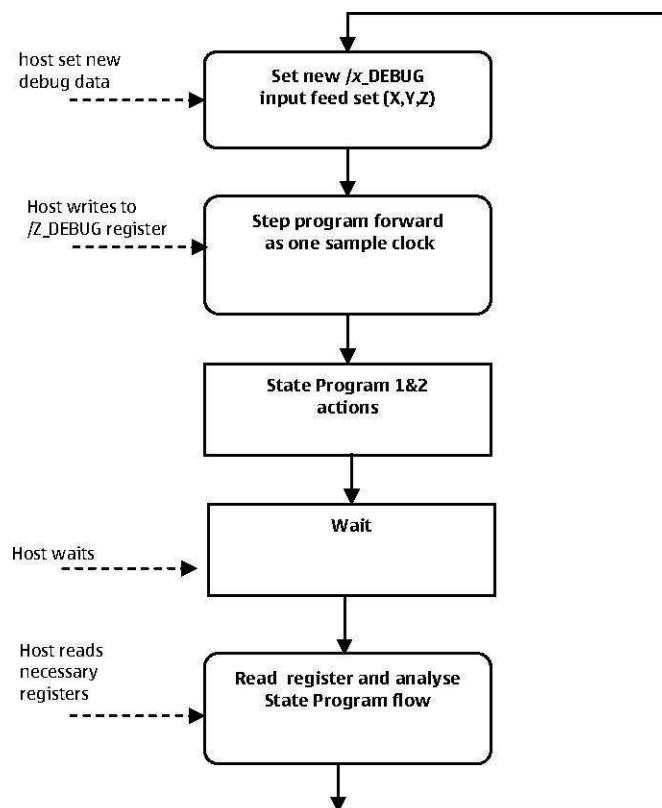 host set new
debug data
Set new /x_DEBUG
input feed set (X,Y,Z)
Host writes to
/Z_DEBUG register
Step program forward
as one sample clock
State Program 1&2
actions
Wait
Host waits
Host reads
necessary
registers
Read register and analyse
State Program flow